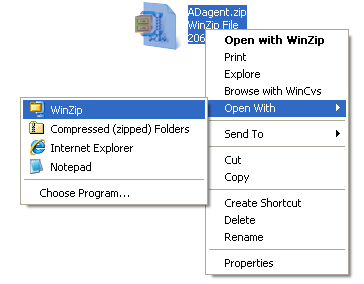 ADagent.zip
WinZip File
206
Open with WinZip
Print
Explore
Browse with WinCvs
Open With
Send To
Cut
Copy
Create Shortcut
Delete
Rename
Properties
WinZip
Compressed (zipped) Folders
Internet Explorer
Notepad
Choose Program...